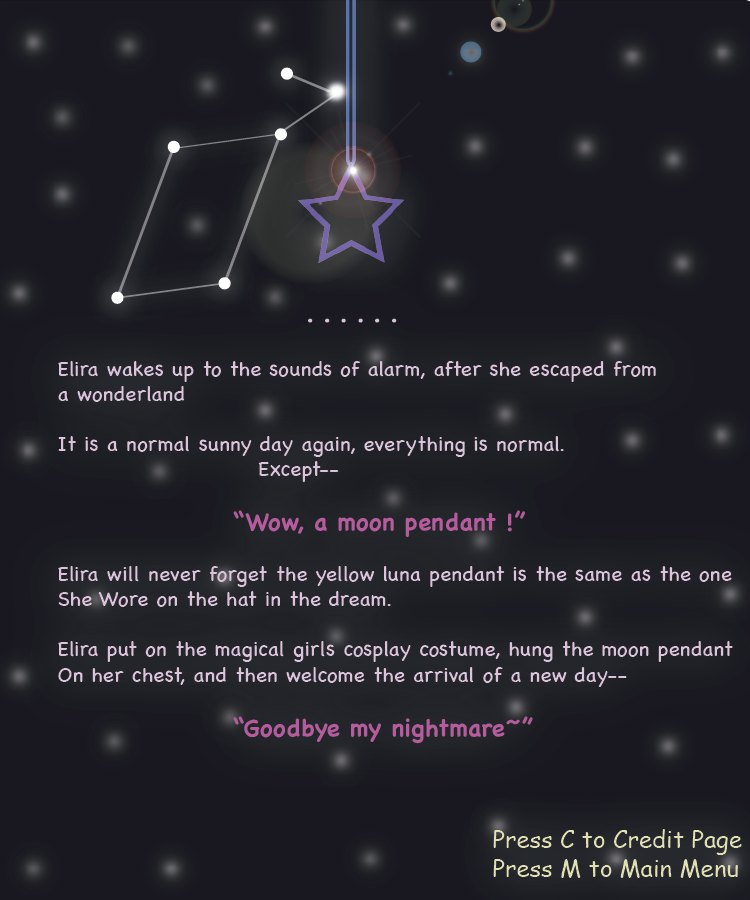 ......
Elira wakes up to the sounds of alarm, after she escaped from
a wonderland
It is a normal sunny day again, everything is normal.
Except--
“Wow, a moon pendant !”
Elira will never forget the yellow luna pendant is the same as the one
She Wore on the hat in the dream.
Elira put on the magical girls cosplay costume, hung the moon pendant
On her chest, and then welcome the arrival of a new day--
“Goodbye my nightmare~”
Press C to Credit Page
Press M to Main Menu